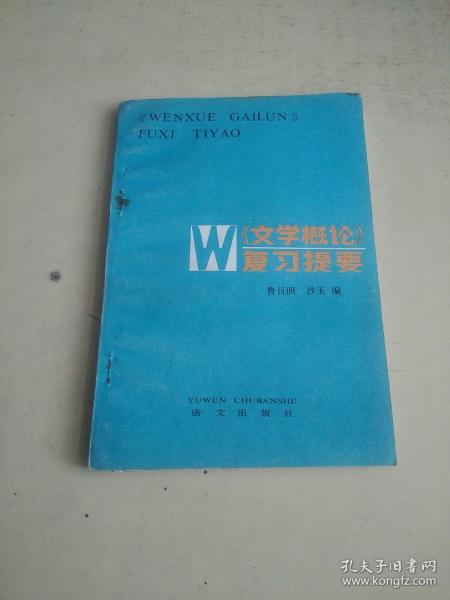 《WENXUE GAILUN》
FUXI TIYAO
W
《文学概论》
复习提要
鲁日照 沙玉 编
YUWEN CHUBANSHE
语文出版社
孔夫子旧书网
www.kongfz.com